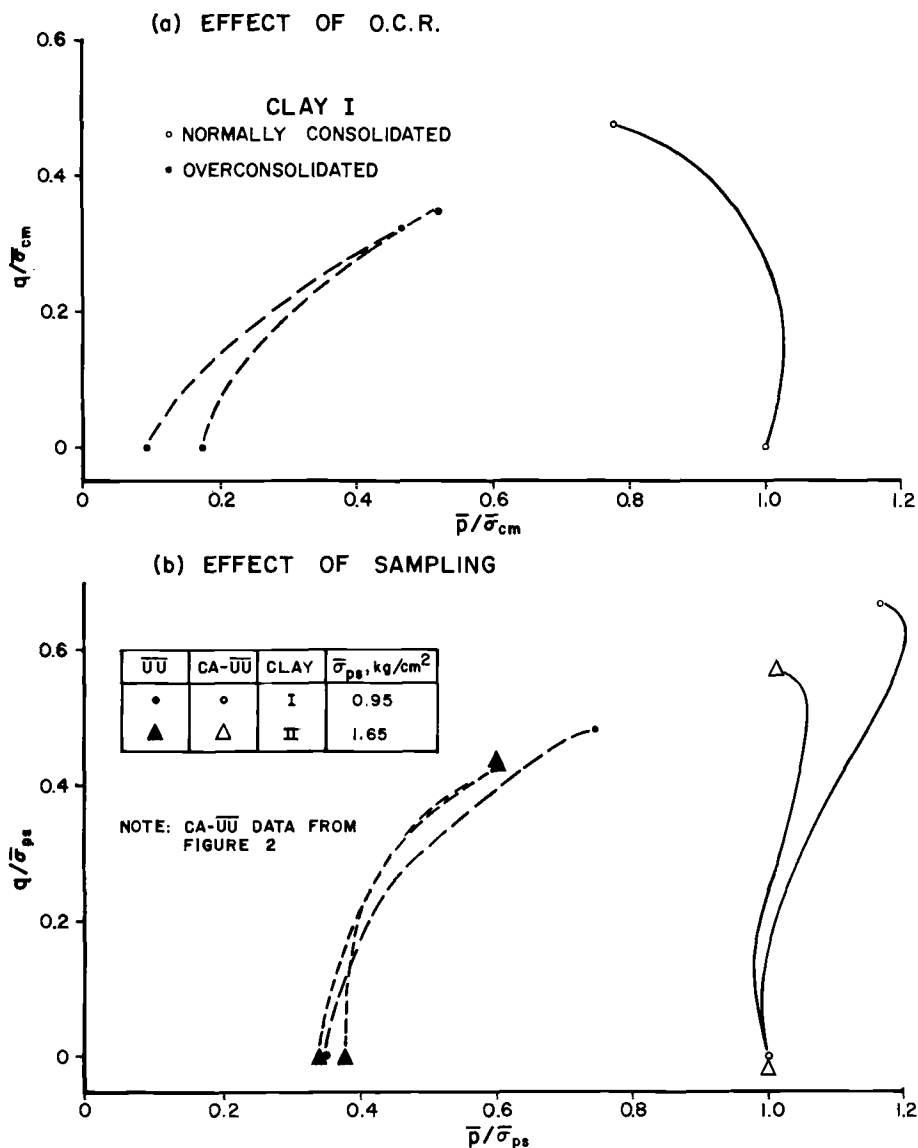 (a) EFFECT OF O.C.R.
0.6
0.4
0.2
0
q/σ̅cm
CLAY I
○ NORMALLY CONSOLIDATED
● OVERCONSOLIDATED
0 0.2 0.4 0.6 0.8 1.0 1.2
p̅/σ̅cm
(b) EFFECT OF SAMPLING
0.6
0.4
0.2
0
q/σ̅ps
U̅U̅ CA-U̅U̅ CLAY σ̅ps, kg/cm²
● ○ I 0.95
▲ △ II 1.65
NOTE: CA-U̅U̅ DATA FROM
FIGURE 2
0 0.2 0.4 0.6 0.8 1.0 1.2
p̅/σ̅ps